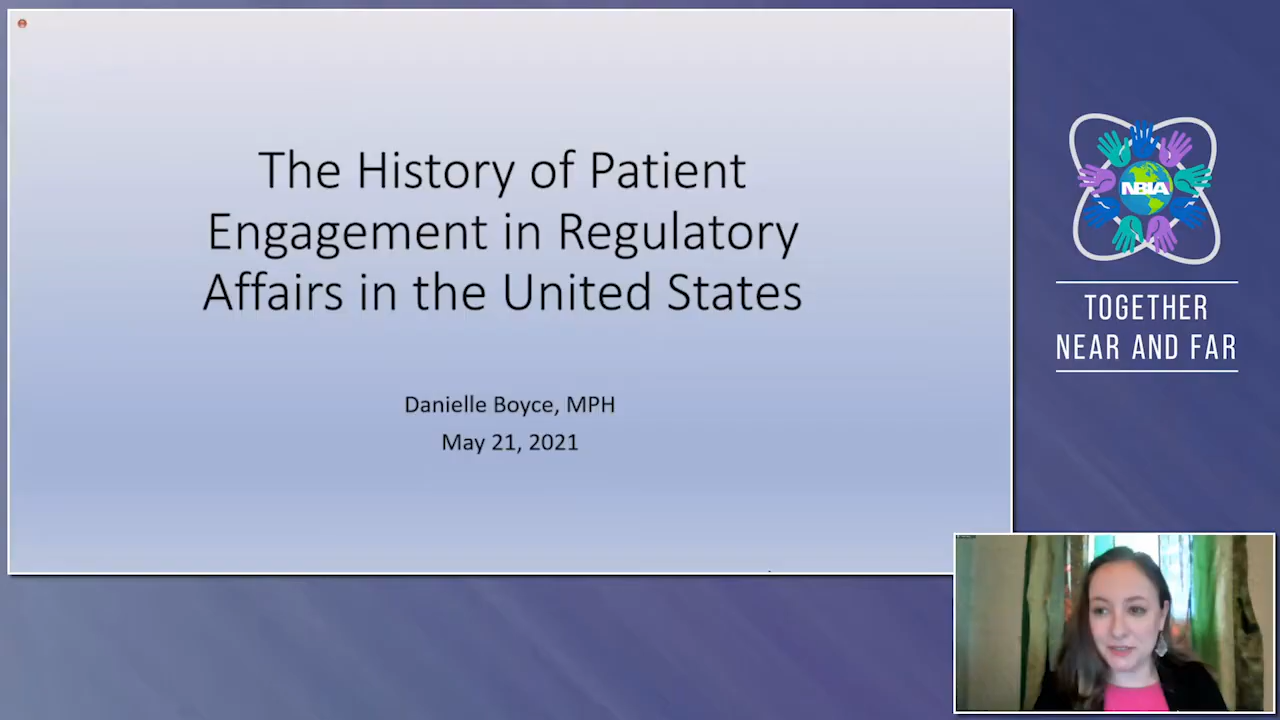 The History of Patient
Engagement in Regulatory
Affairs in the United States
Danielle Boyce, MPH
May 21, 2021
NBIA
TOGETHER
NEAR AND FAR